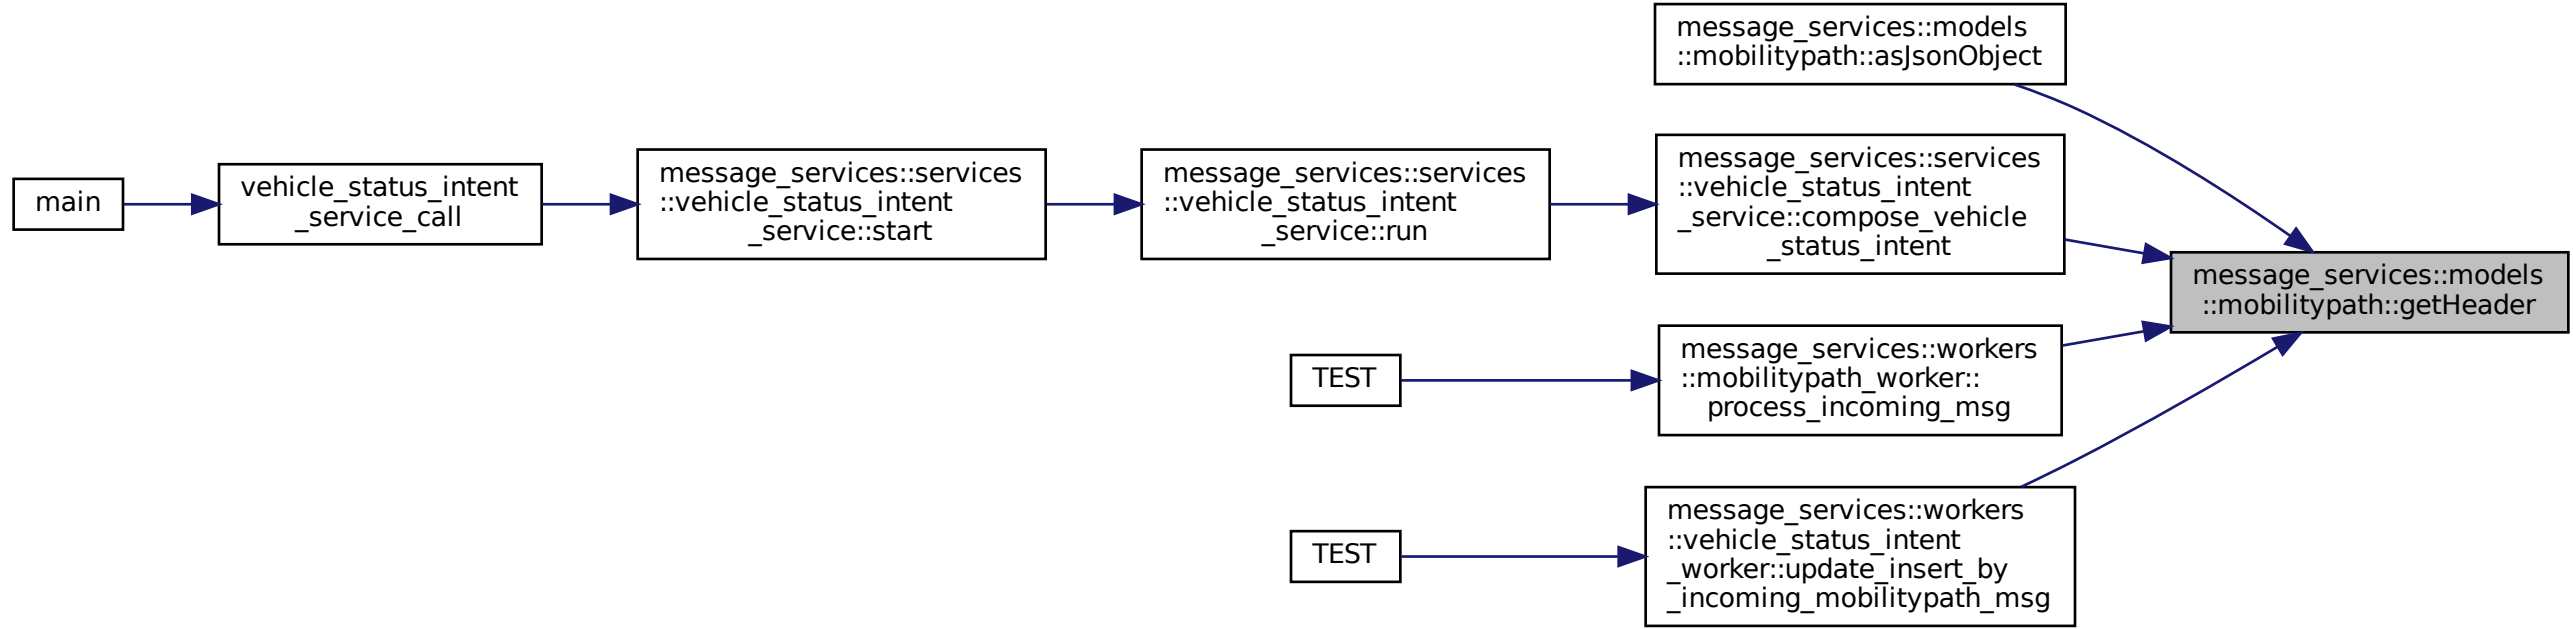 message_services::models
::mobilitypath::asJsonObject
main
vehicle_status_intent
_service_call
message_services::services
::vehicle_status_intent
_service::start
message_services::services
::vehicle_status_intent
_service::run
message_services::services
::vehicle_status_intent
_service::compose_vehicle
_status_intent
message_services::models
::mobilitypath::getHeader
TEST
message_services::workers
::mobilitypath_worker::
process_incoming_msg
TEST
message_services::workers
::vehicle_status_intent
_worker::update_insert_by
_incoming_mobilitypath_msg